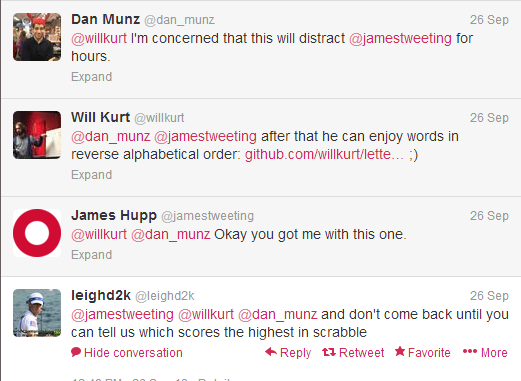 Dan Munz @dan_munz 26 Sep
@willkurt I'm concerned that this will distract @jamestweeting for
hours.
Expand
Will Kurt @willkurt 26 Sep
@dan_munz @jamestweeting after that he can enjoy words in
reverse alphabetical order: github.com/willkurt/lette… ;)
Expand
James Hupp @jamestweeting 26 Sep
@willkurt @dan_munz Okay you got me with this one.
Expand
leighd2k @leighd2k 26 Sep
@jamestweeting @willkurt @dan_munz and don't come back until you
can tell us which scores the highest in scrabble
Hide conversation Reply Retweet Favorite More